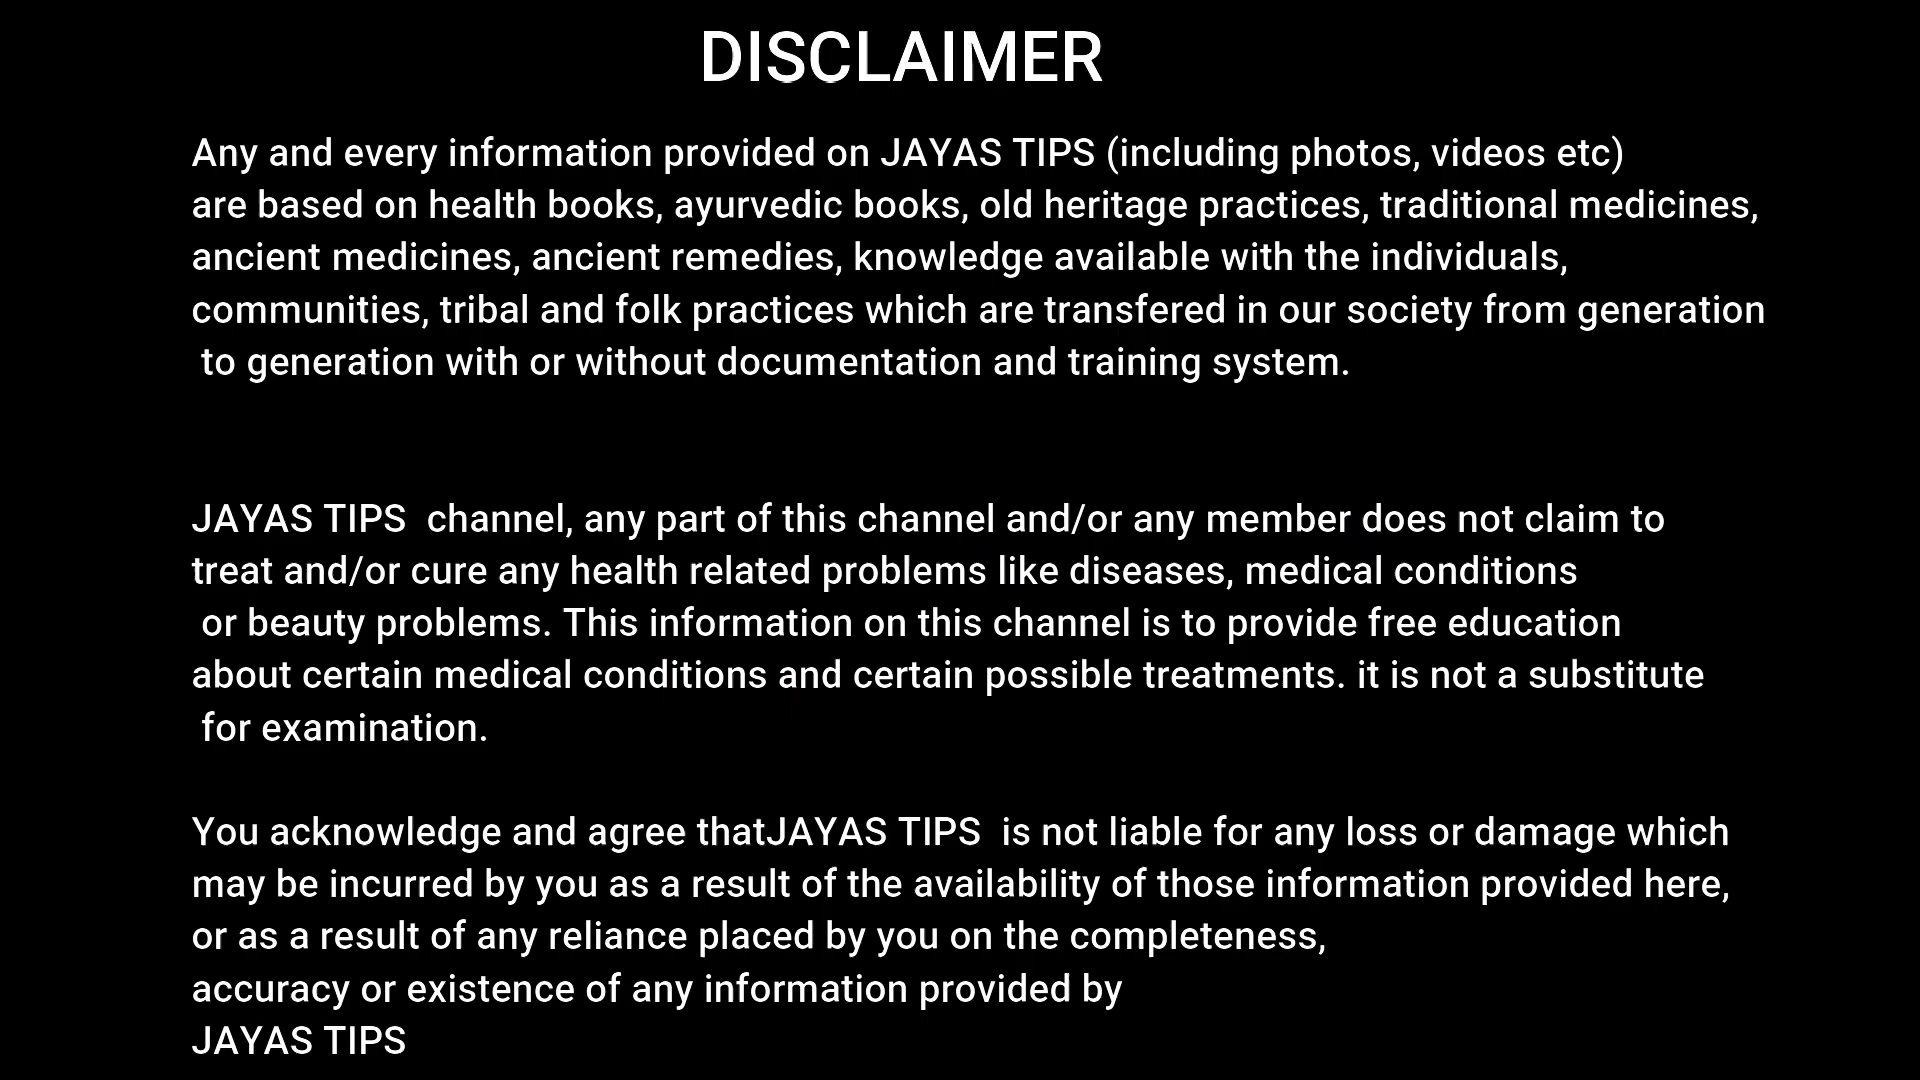 DISCLAIMER
Any and every information provided on JAYAS TIPS (including photos, videos etc)
are based on health books, ayurvedic books, old heritage practices, traditional medicines,
ancient medicines, ancient remedies, knowledge available with the individuals,
communities, tribal and folk practices which are transfered in our society from generation
to generation with or without documentation and training system.
JAYAS TIPS  channel, any part of this channel and/or any member does not claim to
treat and/or cure any health related problems like diseases, medical conditions
or beauty problems. This information on this channel is to provide free education
about certain medical conditions and certain possible treatments. it is not a substitute
for examination.
You acknowledge and agree thatJAYAS TIPS  is not liable for any loss or damage which
may be incurred by you as a result of the availability of those information provided here,
or as a result of any reliance placed by you on the completeness,
accuracy or existence of any information provided by
JAYAS TIPS